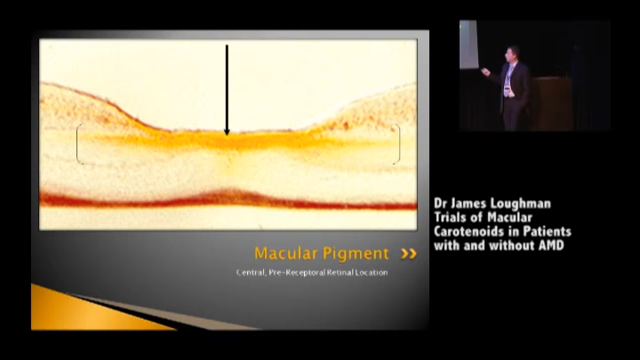 Macular Pigment
Central, Pre-Receptoral Retinal Location
Dr James Loughman
Trials of Macular
Carotenoids in Patients
with and without AMD